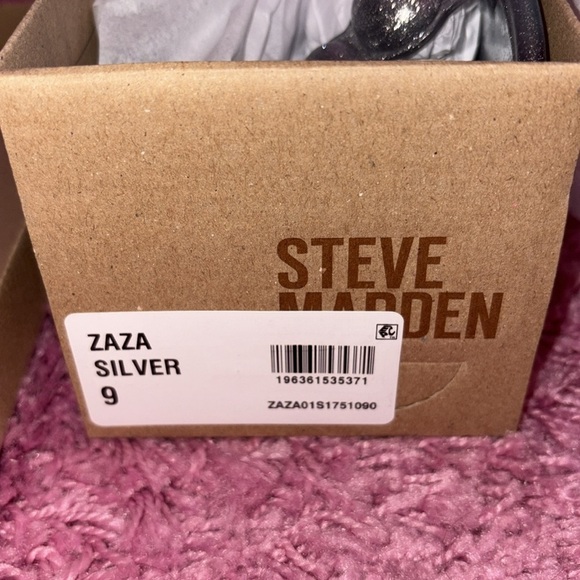 STEVE
MADDEN
ZAZA
SILVER
9
196361535371
ZAZA01S1751090